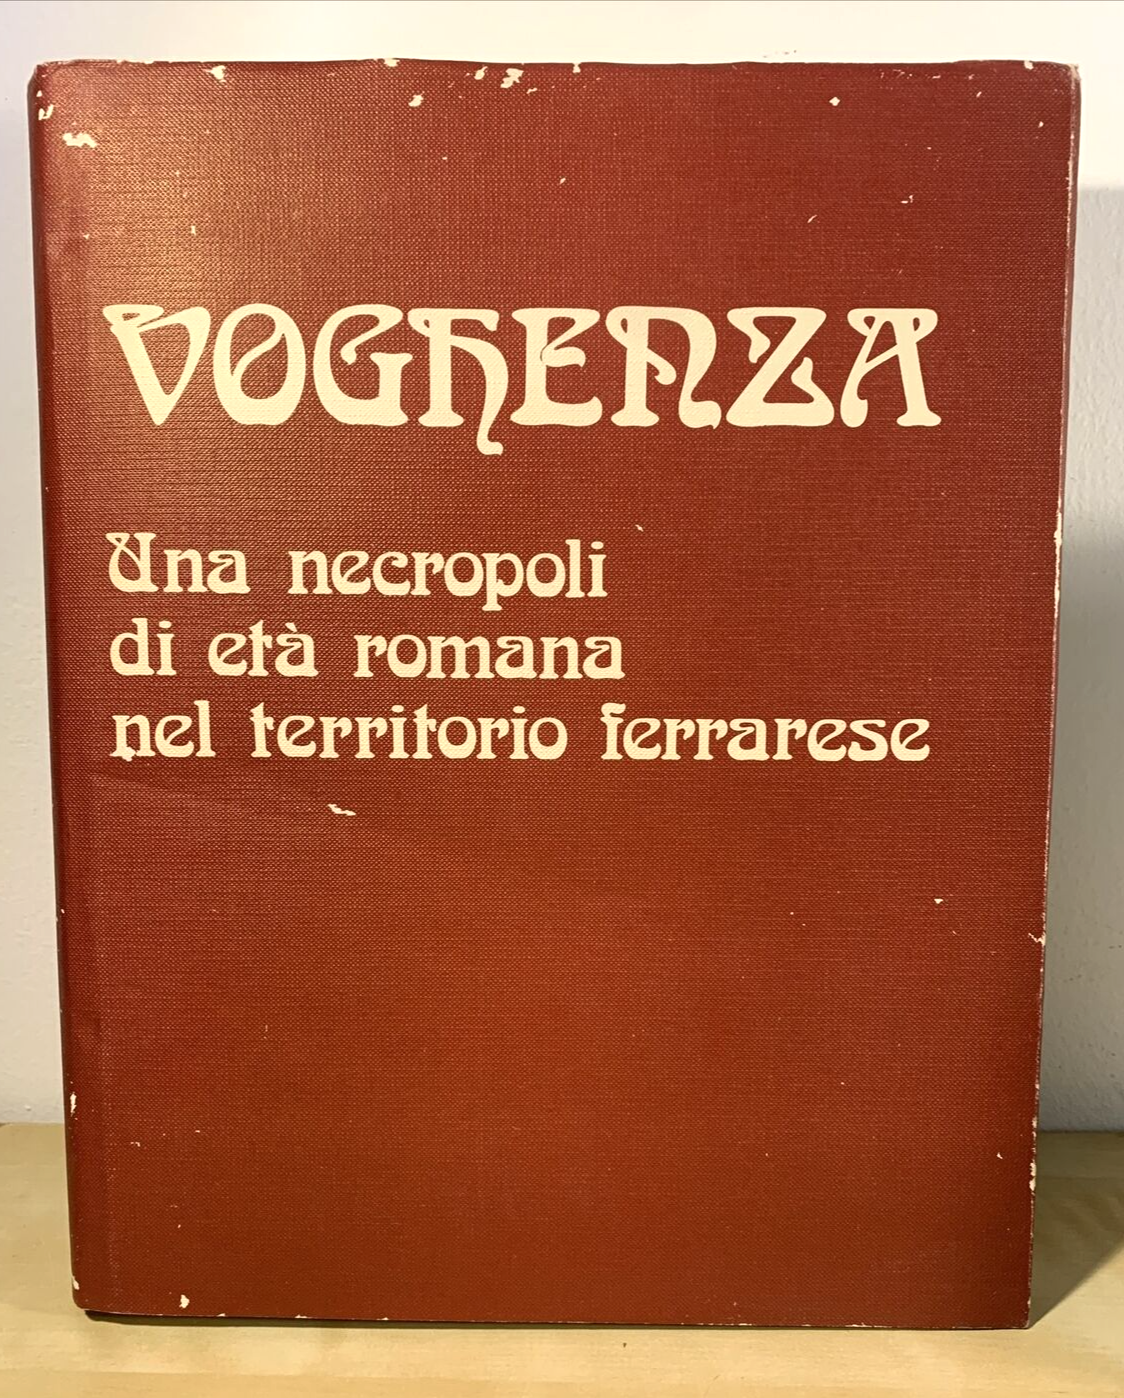 VOGHENZA
Una necropoli
di età romana
nel territorio ferrarese